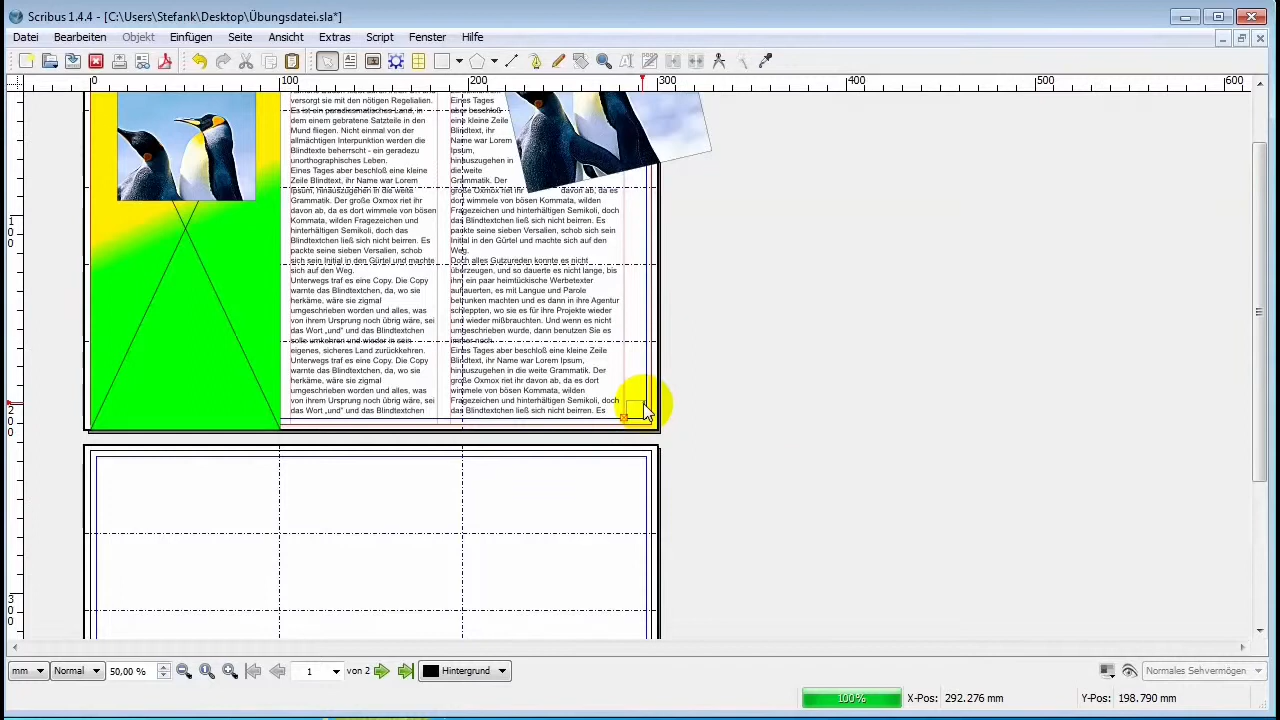 Scribus 1.4.4 - [C:\Users\Stefank\Desktop\Übungsdatei.sla*]
Datei Bearbeiten Objekt Einfügen Seite Ansicht Extras Script Fenster Hilfe
0 100 200 300 400 500 600
versorgt sie mit den nötigen Regelialien.
Es ist ein paradiesmatisches Land, in
dem einem gebratene Satzteile in den
Mund fliegen. Nicht einmal von der
allmächtigen Interpunktion werden die
Blindtexte beherrscht - ein geradezu
unorthographisches Leben.
Eines Tages aber beschloß eine kleine
Zeile Blindtext, ihr Name war Lorem
Ipsum, hinauszugehen in die weite
Grammatik. Der große Oxmox riet ihr
davon ab, da es dort wimmele von bösen
Kommata, wilden Fragezeichen und
hinterhältigen Semikoli, doch das
Blindtextchen ließ sich nicht beirren. Es
packte seine sieben Versalien, schob
sich sein Initial in den Gürtel und machte
sich auf den Weg.
Unterwegs traf es eine Copy. Die Copy
warnte das Blindtextchen, da, wo sie
herkäme, wäre sie zigmal
umgeschrieben worden und alles, was
von ihrem Ursprung noch übrig wäre, sei
das Wort „und" und das Blindtextchen
solle umkehren und wieder in sein
eigenes, sicheres Land zurückkehren.
Unterwegs traf es eine Copy. Die Copy
warnte das Blindtextchen, da, wo sie
herkäme, wäre sie zigmal
umgeschrieben worden und alles, was
von ihrem Ursprung noch übrig wäre, sei
das Wort „und" und das Blindtextchen
Eines Tages
aber beschloß
eine kleine Zeile
Blindtext, ihr
Name war Lorem
Ipsum,
hinauszugehen in
die weite
Grammatik. Der
große Oxmox riet ihr davon ab, da es
dort wimmele von bösen Kommata, wilden
Fragezeichen und hinterhältigen Semikoli, doch
das Blindtextchen ließ sich nicht beirren. Es
packte seine sieben Versalien, schob sich sein
Initial in den Gürtel und machte sich auf den
Weg.
Doch alles Gutzureden konnte es nicht
überzeugen, und so dauerte es nicht lange, bis
ihm ein paar heimtückische Werbetexter
auflauerten, es mit Langue und Parole
betrunken machten und es dann in ihre Agentur
schleppten, wo sie es für ihre Projekte wieder
und wieder mißbrauchten. Und wenn es nicht
umgeschrieben wurde, dann benutzen Sie es
immer noch.
Eines Tages aber beschloß eine kleine Zeile
Blindtext, ihr Name war Lorem Ipsum,
hinauszugehen in die weite Grammatik. Der
große Oxmox riet ihr davon ab, da es dort
wimmele von bösen Kommata, wilden
Fragezeichen und hinterhältigen Semikoli, doch
das Blindtextchen ließ sich nicht beirren. Es
100
200
300
mm Normal 50,00 % 1 von 2 Hintergrund Normales Sehvermögen
100% X-Pos: 292.276 mm Y-Pos: 198.790 mm